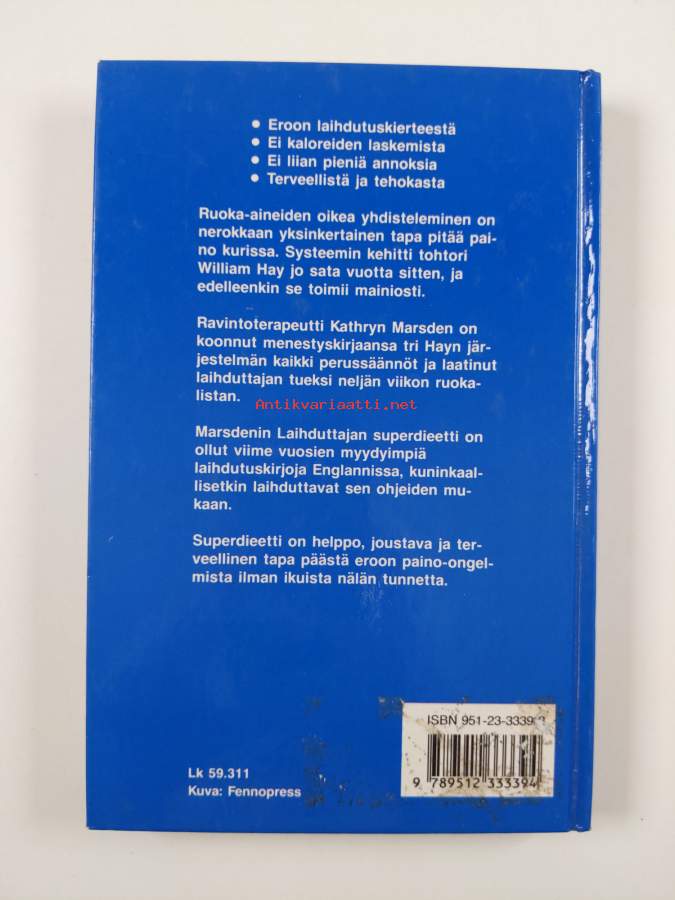 • Eroon laihdutuskierteestä
• Ei kaloreiden laskemista
• Ei liian pieniä annoksia
• Terveellistä ja tehokasta
Ruoka-aineiden oikea yhdisteleminen on
nerokkaan yksinkertainen tapa pitää pai-
no kurissa. Systeemin kehitti tohtori
William Hay jo sata vuotta sitten, ja
edelleenkin se toimii mainiosti.
Ravintoterapeutti Kathryn Marsden on
koonnut menestyskirjaansa tri Hayn jär-
jestelmän kaikki perussäännöt ja laatinut
laihduttajan tueksi neljän viikon ruoka-
listan.
Antikvariaatti.net
Marsdenin Laihduttajan superdieetti on
ollut viime vuosien myydyimpiä
laihdutuskirjoja Englannissa, kuninkaal-
lisetkin laihduttavat sen ohjeiden mu-
kaan.
Superdieetti on helppo, joustava ja ter-
veellinen tapa päästä eroon paino-ongel-
mista ilman ikuista nälän tunnetta.
ISBN 951-23-3339-
9 789512 333394
Lk 59.311
Kuva: Fennopress